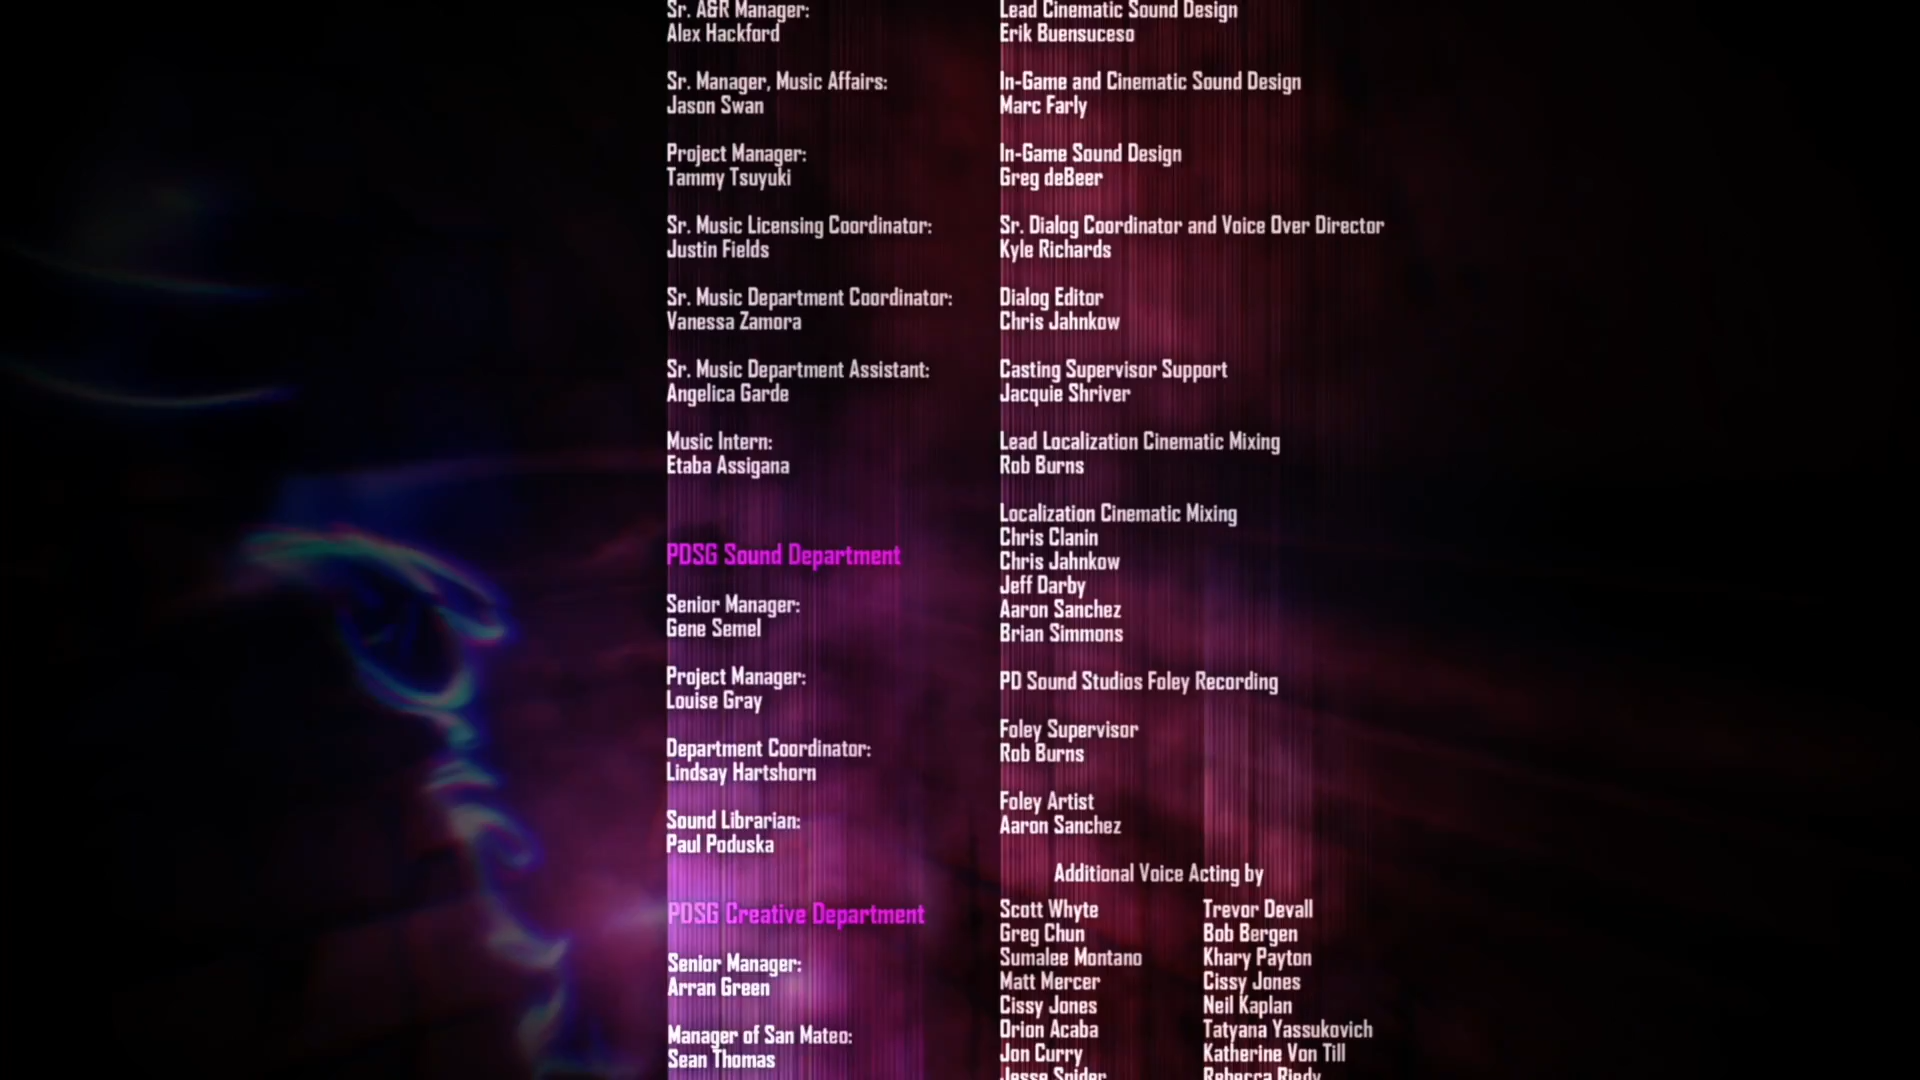 Sr. A&R Manager:
Alex Hackford
Sr. Manager, Music Affairs:
Jason Swan
Project Manager:
Tammy Tsuyuki
Sr. Music Licensing Coordinator:
Justin Fields
Sr. Music Department Coordinator:
Vanessa Zamora
Sr. Music Department Assistant:
Angelica Garde
Music Intern:
Etaba Assigana
PDSG Sound Department
Senior Manager:
Gene Semel
Project Manager:
Louise Gray
Department Coordinator:
Lindsay Hartshorn
Sound Librarian:
Paul Poduska
PDSG Creative Department
Senior Manager:
Arran Green
Manager of San Mateo:
Sean Thomas
Lead Cinematic Sound Design
Erik Buensuceso
In-Game and Cinematic Sound Design
Marc Farly
In-Game Sound Design
Greg deBeer
Sr. Dialog Coordinator and Voice Over Director
Kyle Richards
Dialog Editor
Chris Jahnkow
Casting Supervisor Support
Jacquie Shriver
Lead Localization Cinematic Mixing
Rob Burns
Localization Cinematic Mixing
Chris Clanin
Chris Jahnkow
Jeff Darby
Aaron Sanchez
Brian Simmons
PD Sound Studios Foley Recording
Foley Supervisor
Rob Burns
Foley Artist
Aaron Sanchez
Additional Voice Acting by
Scott Whyte
Greg Chun
Sumalee Montano
Matt Mercer
Cissy Jones
Orion Acaba
Jon Curry
Jesse Snider
Trevor Devall
Bob Bergen
Khary Payton
Cissy Jones
Neil Kaplan
Tatyana Yassukovich
Katherine Von Till
Rebecca Riedy